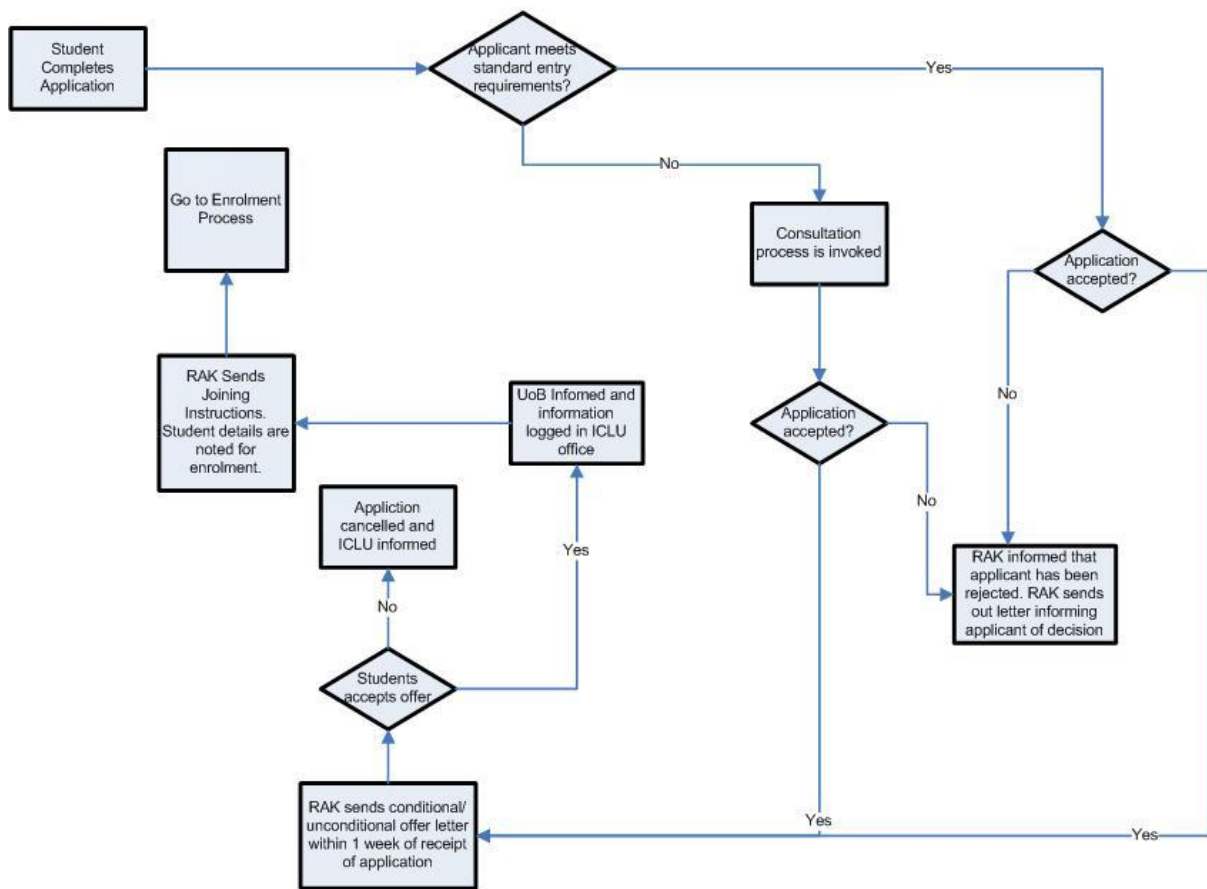 Student
Completes
Application
Applicant meets
standard entry
requirements?
Yes
No
Go to Enrolment
Process
Consultation
process is invoked
Application
accepted?
RAK Sends
Joining
Instructions.
Student details are
noted for
enrolment.
UoB Infomed and
information
logged in ICLU
office
Application
accepted?
No
No
Appliction
cancelled and
ICLU informed
Yes
RAK informed that
applicant has been
rejected. RAK sends
out letter informing
applicant of decision
No
Students
accepts offer
RAK sends conditional/
unconditional offer letter
within 1 week of receipt
of application
Yes
Yes